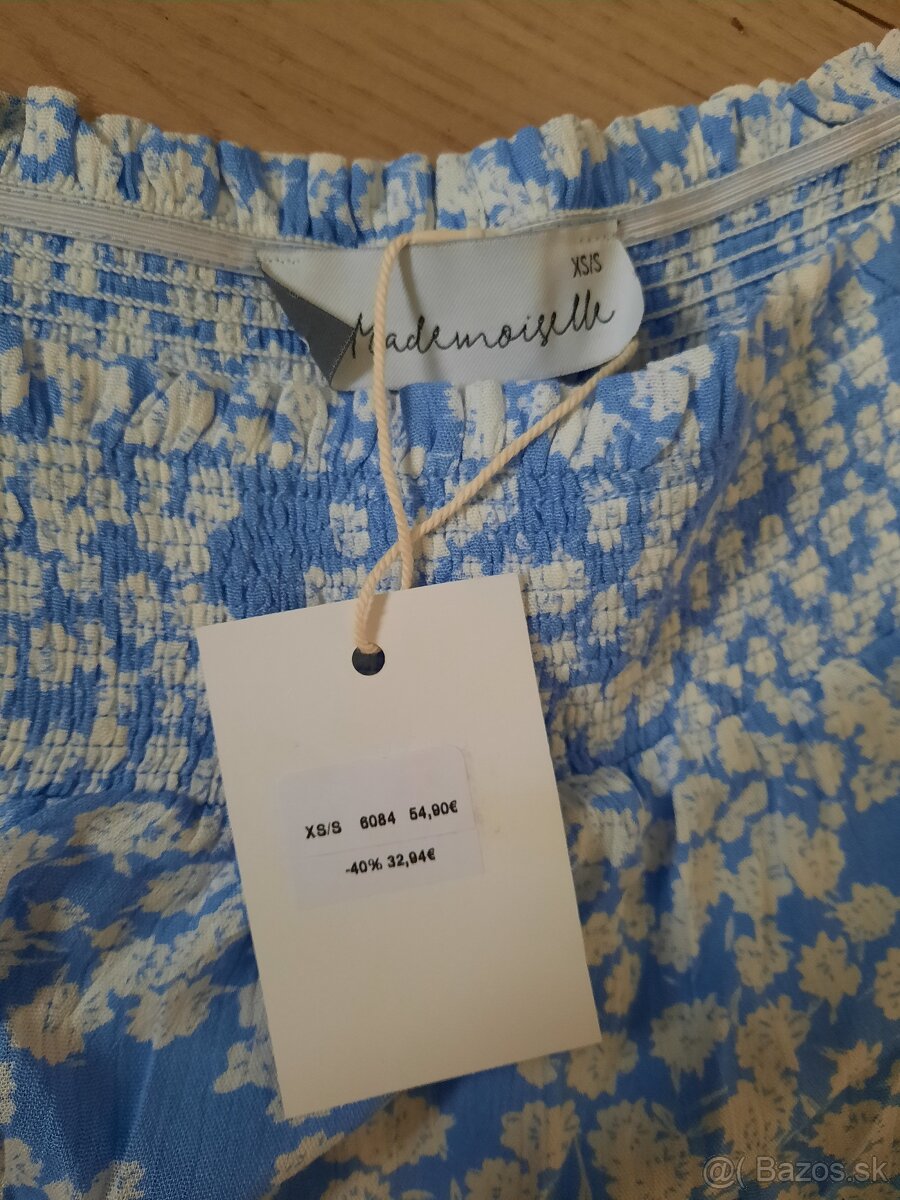 XS/S
Mademoiselle
XS/S 6084 54,90€
-40% 32,94€
@( Bazos.sk